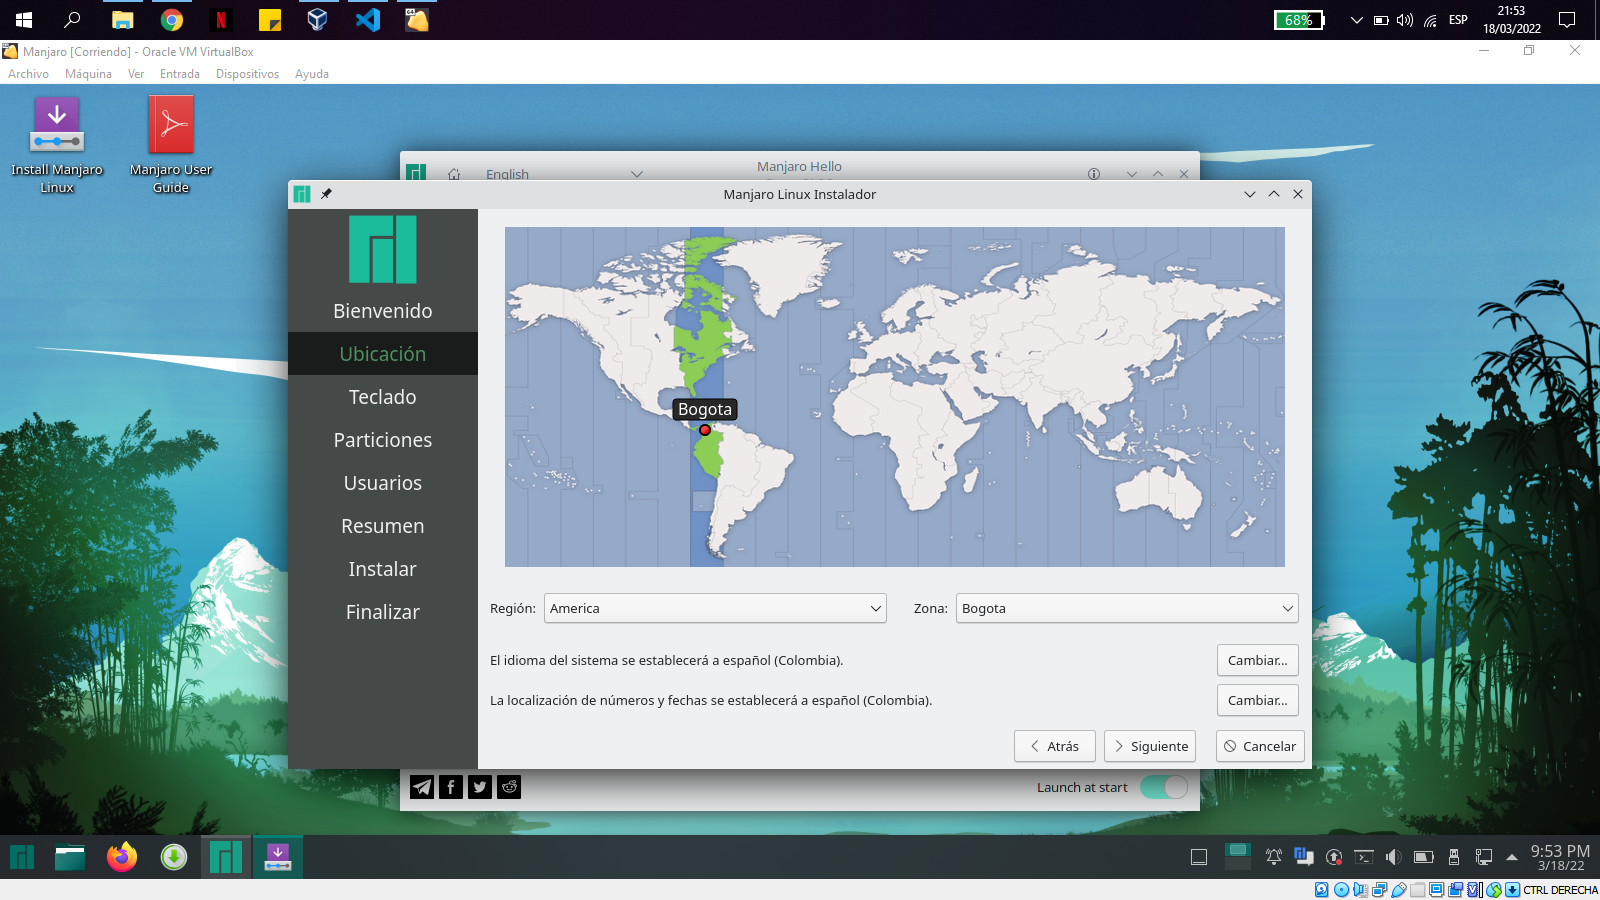 68%
ESP
21:53
18/03/2022
Manjaro [Corriendo] - Oracle VM VirtualBox
Archivo Máquina Ver Entrada Dispositivos Ayuda
Install Manjaro
Linux
Manjaro User
Guide
English
Manjaro Hello
Manjaro Linux Instalador
Bienvenido
Ubicación
Teclado
Particiones
Usuarios
Resumen
Instalar
Finalizar
Bogota
Región: America Zona: Bogota
El idioma del sistema se establecerá a español (Colombia). Cambiar...
La localización de números y fechas se establecerá a español (Colombia). Cambiar...
Atrás Siguiente Cancelar
Launch at start
9:53 PM
3/18/22
CTRL DERECHA